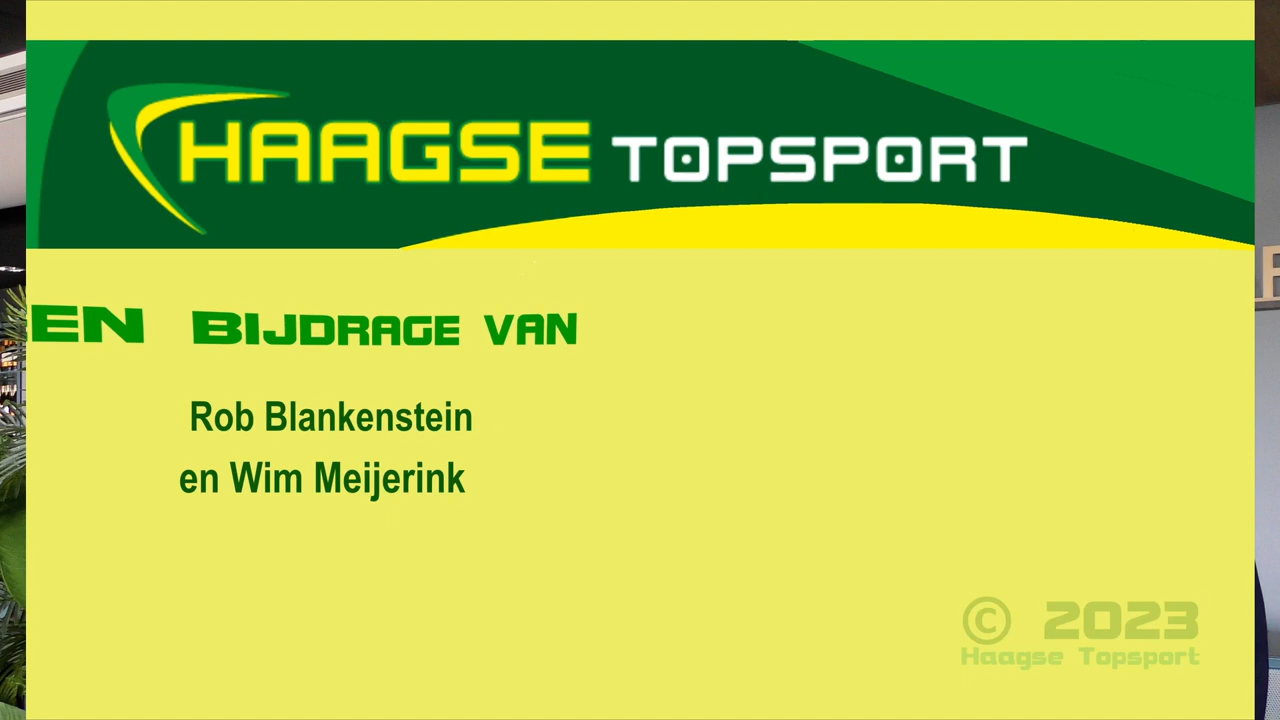 HAAGSE TOPSPORT
EN BIJDRAGE VAN
Rob Blankenstein
en Wim Meijerink
© 2023
Haagse Topsport